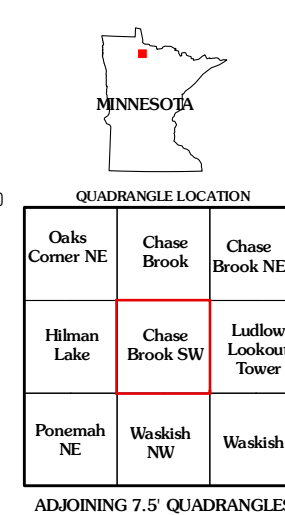 MINNESOTA
QUADRANGLE LOCATION
Oaks
Corner NE
Chase
Brook
Chase
Brook NE
Hilman
Lake
Chase
Brook SW
Ludlow
Lookout
Tower
Ponemah
NE
Waskish
NW
Waskish
ADJOINING 7.5' QUADRANGLES